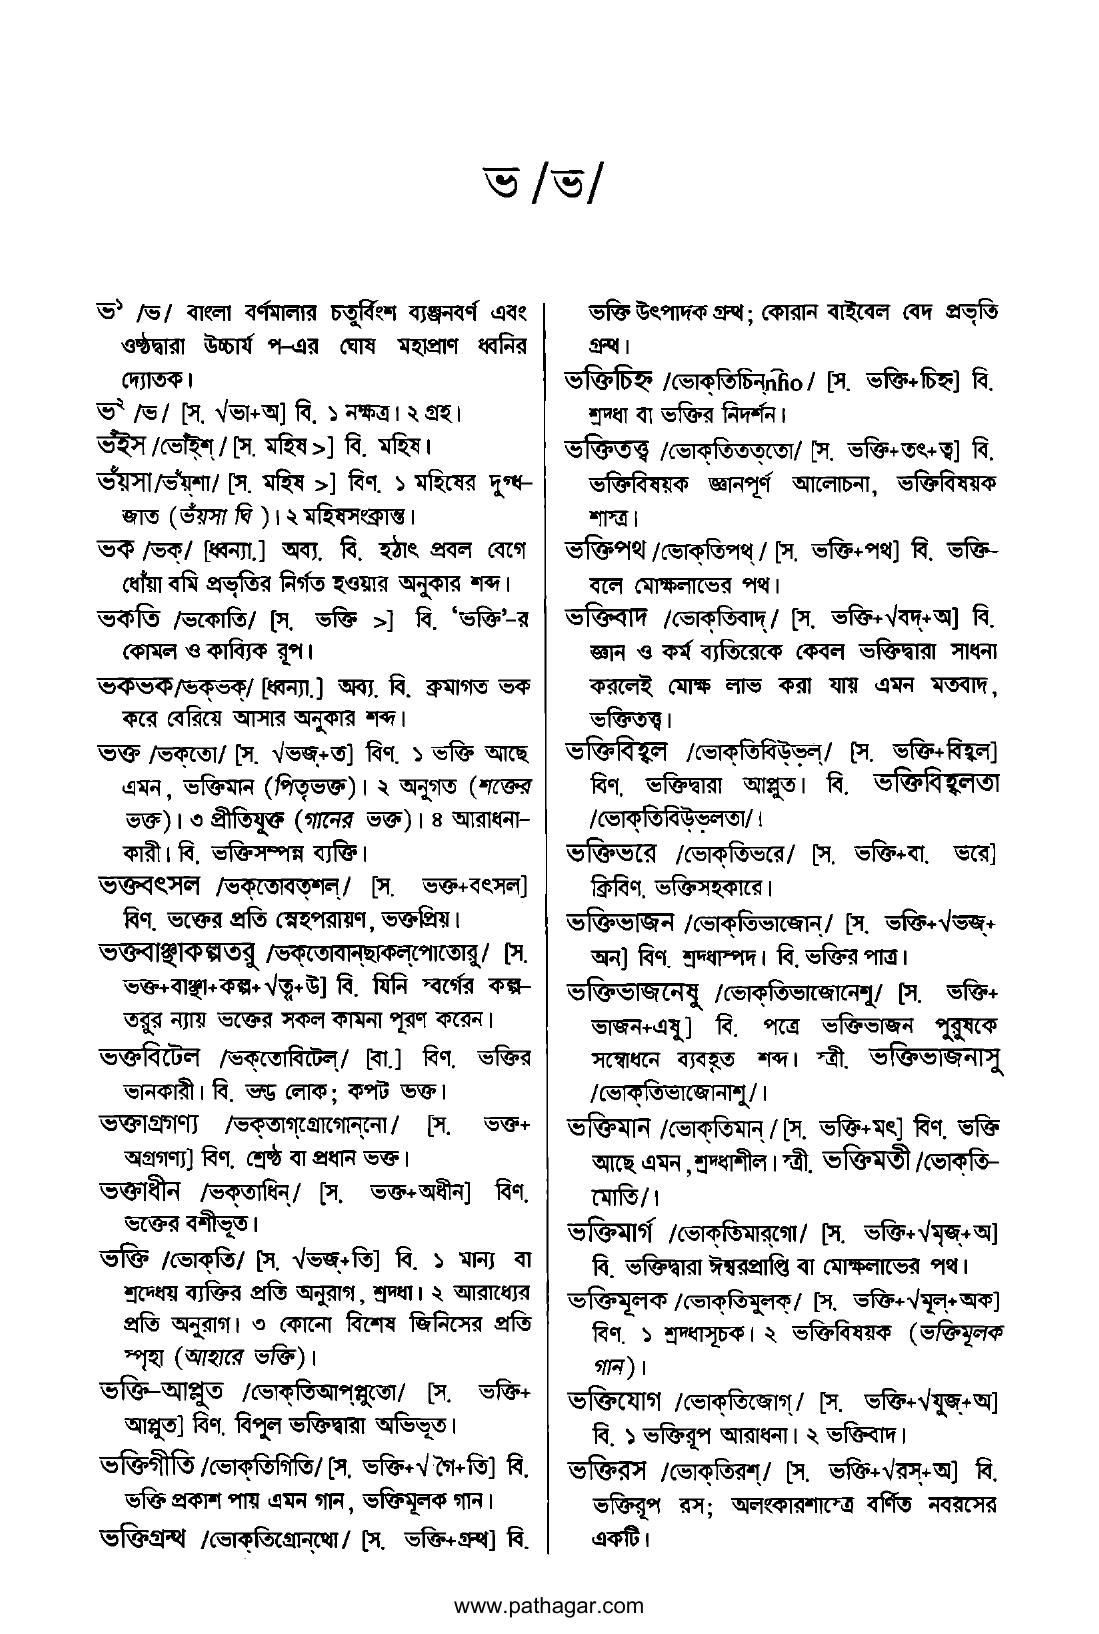 ভ /ভ/
ভ১ /ভ/ বাংলা বর্ণমালার চতুর্বিংশ ব্যঞ্জনবর্ণ এবং
ওষ্ঠদ্বারা উচ্চার্য প–এর ঘোষ মহাপ্রাণ ধ্বনির
দ্যোতক।
ভ২ /ভ/ [স. √ভা+অ] বি. ১ নক্ষত্র। ২ গ্রহ।
ভঁইস /ভোঁইশ্/ [স. মহিষ >] বি. মহিষ।
ভঁয়সা/ভঁয়্শা/ [স. মহিষ >] বিণ. ১ মহিষের দুগ্ধ–
জাত (ভঁয়সা ঘি )। ২ মহিষসংক্রান্ত।
ভক /ভক্/ [ধ্বন্যা.] অব্য. বি. হঠাৎ প্রবল বেগে
ধোঁয়া বমি প্রভৃতির নির্গত হওয়ার অনুকার শব্দ।
ভকতি /ভকোতি/ [স. ভক্তি >] বি. ‘ভক্তি’–র
কোমল ও কাব্যিক রূপ।
ভকভক/ভক্‌ভক্/ [ধ্বন্যা.] অব্য. বি. ক্রমাগত ভক
করে বেরিয়ে আসার অনুকার শব্দ।
ভক্ত /ভক্‌তো/ [স. √ভজ্+ত] বিণ. ১ ভক্তি আছে
এমন, ভক্তিমান (পিতৃভক্ত)। ২ অনুগত (শক্তের
ভক্ত)। ৩ প্রীতিযুক্ত (গানের ভক্ত)। ৪ আরাধনা–
কারী। বি. ভক্তিসম্পন্ন ব্যক্তি।
ভক্তবৎসল /ভক্‌তোবত্‌শল্/ [স. ভক্ত+বৎসল]
বিণ. ভক্তের প্রতি স্নেহপরায়ণ, ভক্তপ্রিয়।
ভক্তবাঞ্ছাকল্পতরু /ভক্‌তোবান্‌ছাকল্‌পোতোরু/ [স.
ভক্ত+বাঞ্ছা+কল্প+√তৄ+উ] বি. যিনি স্বর্গের কল্প–
তরুর ন্যায় ভক্তের সকল কামনা পূরণ করেন।
ভক্তবিটেল /ভক্‌তোবিটেল্/ [বা.] বিণ. ভক্তির
ভানকারী। বি. ভন্ড লোক; কপট ভক্ত।
ভক্তাগ্রগণ্য /ভক্‌তাগ্‌গ্রোগোন্‌নো/ [স. ভক্ত+
অগ্রগণ্য] বিণ. শ্রেষ্ঠ বা প্রধান ভক্ত।
ভক্তাধীন /ভক্‌তাধিন্/ [স. ভক্ত+অধীন] বিণ.
ভক্তের বশীভূত।
ভক্তি /ভোক্‌তি/ [স. √ভজ্+তি] বি. ১ মান্য বা
শ্রদ্ধেয় ব্যক্তির প্রতি অনুরাগ, শ্রদ্ধা। ২ আরাধ্যের
প্রতি অনুরাগ। ৩ কোনো বিশেষ জিনিসের প্রতি
স্পৃহা (আহারে ভক্তি)।
ভক্তি–আপ্লুত /ভোক্‌তিআপ্‌প্লুতো/ [স. ভক্তি+
আপ্লুত] বিণ. বিপুল ভক্তিদ্বারা অভিভূত।
ভক্তিগীতি /ভোক্‌তিগিতি/ [স. ভক্তি+√গৈ+তি] বি.
ভক্তি প্রকাশ পায় এমন গান, ভক্তিমূলক গান।
ভক্তিগ্রন্থ /ভোক্‌তিগ্রোন্‌থো/ [স. ভক্তি+গ্রন্থ] বি.
ভক্তি উৎপাদক গ্রন্থ; কোরান বাইবেল বেদ প্রভৃতি
গ্রন্থ।
ভক্তিচিহ্ন /ভোক্‌তিচিন্‌nɦo/ [স. ভক্তি+চিহ্ন] বি.
শ্রদ্ধা বা ভক্তির নিদর্শন।
ভক্তিতত্ত্ব /ভোক্‌তিতত্‌তো/ [স. ভক্তি+তৎ+ত্ব] বি.
ভক্তিবিষয়ক জ্ঞানপূর্ণ আলোচনা, ভক্তিবিষয়ক
শাস্ত্র।
ভক্তিপথ /ভোক্‌তিপথ্/ [স. ভক্তি+পথ] বি. ভক্তি–
বলে মোক্ষলাভের পথ।
ভক্তিবাদ /ভোক্‌তিবাদ্/ [স. ভক্তি+√বদ্+অ] বি.
জ্ঞান ও কর্ম ব্যতিরেকে কেবল ভক্তিদ্বারা সাধনা
করলেই মোক্ষ লাভ করা যায় এমন মতবাদ,
ভক্তিতত্ত্ব।
ভক্তিবিহ্বল /ভোক্‌তিবিউ্ভল্/ [স. ভক্তি+বিহ্বল]
বিণ. ভক্তিদ্বারা আপ্লুত। বি. ভক্তিবিহ্বলতা
/ভোক্‌তিবিউ্ভলতা/।
ভক্তিভরে /ভোক্‌তিভরে/ [স. ভক্তি+বা. ভরে]
ক্রিবিণ. ভক্তিসহকারে।
ভক্তিভাজন /ভোক্‌তিভাজোন্/ [স. ভক্তি+√ভজ্+
অন] বিণ. শ্রদ্ধাস্পদ। বি. ভক্তির পাত্র।
ভক্তিভাজনেষু /ভোক্‌তিভাজোনেশু/ [স. ভক্তি+
ভাজন+এষু] বি. পত্রে ভক্তিভাজন পুরুষকে
সম্বোধনে ব্যবহৃত শব্দ। স্ত্রী. ভক্তিভাজনাসু
/ভোক্‌তিভাজোনাশু/।
ভক্তিমান /ভোক্‌তিমান্/ [স. ভক্তি+মৎ] বিণ. ভক্তি
আছে এমন, শ্রদ্ধাশীল। স্ত্রী. ভক্তিমতী /ভোক্‌তি–
মোতি/।
ভক্তিমার্গ /ভোক্‌তিমার্‌গো/ [স. ভক্তি+√মৃজ্+অ]
বি. ভক্তিদ্বারা ঈশ্বরপ্রাপ্তি বা মোক্ষলাভের পথ।
ভক্তিমূলক /ভোক্‌তিমুলক্/ [স. ভক্তি+√মূল্+অক]
বিণ. ১ শ্রদ্ধাসূচক। ২ ভক্তিবিষয়ক (ভক্তিমূলক
গান)।
ভক্তিযোগ /ভোক্‌তিজোগ্/ [স. ভক্তি+√যুজ্+অ]
বি. ১ ভক্তিরূপ আরাধনা। ২ ভক্তিবাদ।
ভক্তিরস /ভোক্‌তিরশ্/ [স. ভক্তি+√রস্+অ] বি.
ভক্তিরূপ রস; অলংকারশাস্ত্রে বর্ণিত নবরসের
একটি।
www.pathagar.com